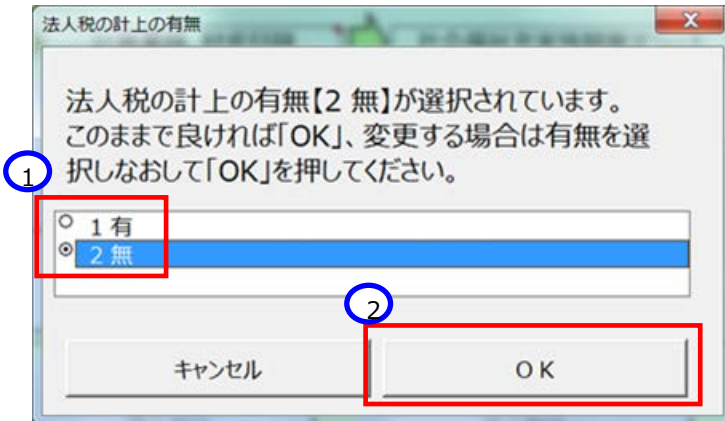 法人税の計上の有無
法人税の計上の有無【2 無】が選択されています。
このままで良ければ「OK」、変更する場合は有無を選
択しなおして「OK」を押してください。
1
1 有
2 無
2
キャンセル
OK